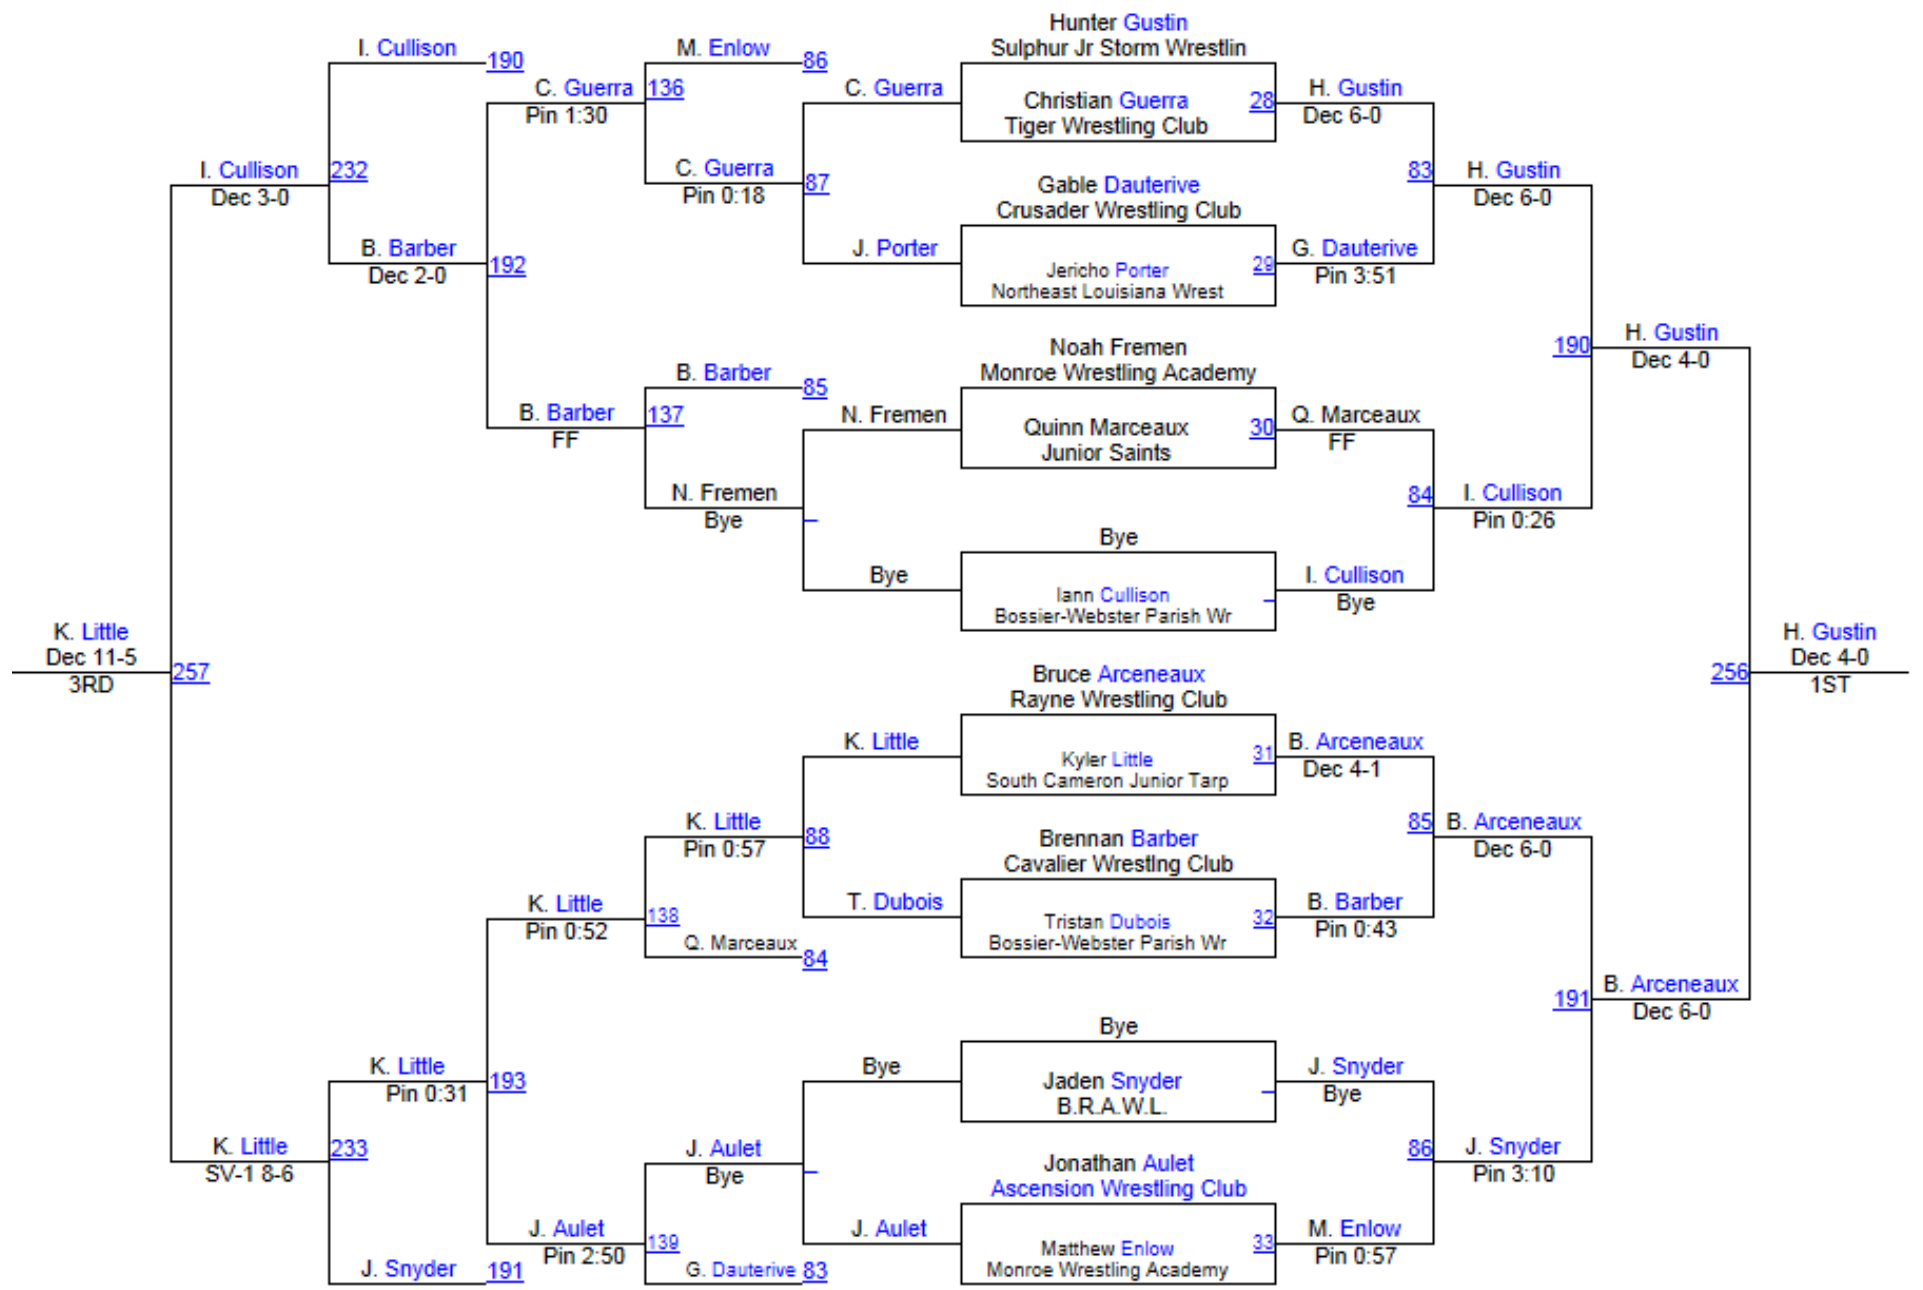 Hunter Gustin
I. Cullison
M. Enlow
Sulphur Jr Storm Wrestlin
190
86
C. Guerra
136
C. Guerra
Christian Guerra
28
H. Gustin
Pin 1:30
Tiger Wrestling Club
Dec 6-0
I. Cullison
232
C. Guerra
87
Gable Dauterive
83
H. Gustin
Dec 3-0
Pin 0:18
Crusader Wrestling Club
Dec 6-0
B. Barber
192
J. Porter
Jericho Porter
29
G. Dauterive
Dec 2-0
Northeast Louisiana Wrest
Pin 3:51
Noah Fremen
190
H. Gustin
B. Barber
85
Monroe Wrestling Academy
Dec 4-0
B. Barber
137
N. Fremen
Quinn Marceaux
30
Q. Marceaux
FF
Junior Saints
FF
N. Fremen
84
I. Cullison
Bye
Pin 0:26
Bye
Bye
Iann Cullison
I. Cullison
Bossier-Webster Parish Wr
Bye
K. Little
H. Gustin
Dec 11-5
257
Bruce Arceneaux
256
Dec 4-0
3RD
Rayne Wrestling Club
1ST
K. Little
Kyler Little
31
B. Arceneaux
South Cameron Junior Tarp
Dec 4-1
K. Little
88
Brennan Barber
85
B. Arceneaux
Pin 0:57
Cavalier Wrestlng Club
Dec 6-0
K. Little
138
T. Dubois
Tristan Dubois
32
B. Barber
Pin 0:52
Q. Marceaux
84
Bossier-Webster Parish Wr
Pin 0:43
191
B. Arceneaux
Dec 6-0
Bye
K. Little
193
Bye
Jaden Snyder
J. Snyder
Pin 0:31
B.R.A.W.L.
Bye
K. Little
233
J. Aulet
Jonathan Aulet
86
J. Snyder
SV-1 8-6
Bye
Ascension Wrestling Club
Pin 3:10
J. Aulet
139
J. Aulet
Matthew Enlow
33
M. Enlow
Pin 2:50
Monroe Wrestling Academy
Pin 0:57
J. Snyder
191
G. Dauterive
83